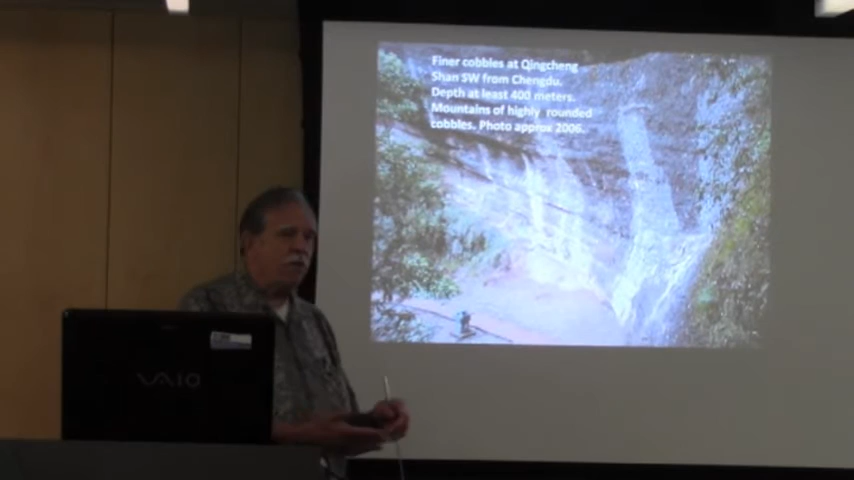 Finer cobbles at Qingcheng
Shan SW from Chengdu.
Depth at least 400 meters.
Mountains of highly rounded
cobbles. Photo approx 2006.
VAIO